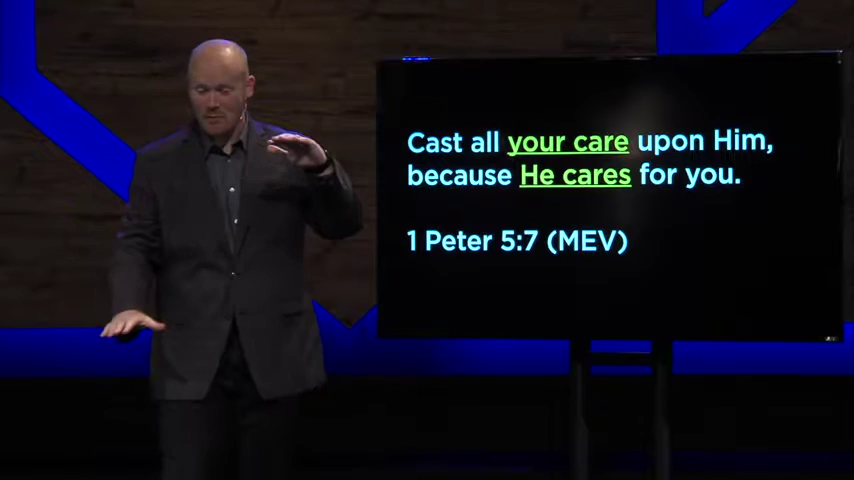 Cast all your care upon Him,
because He cares for you.
1 Peter 5:7 (MEV)